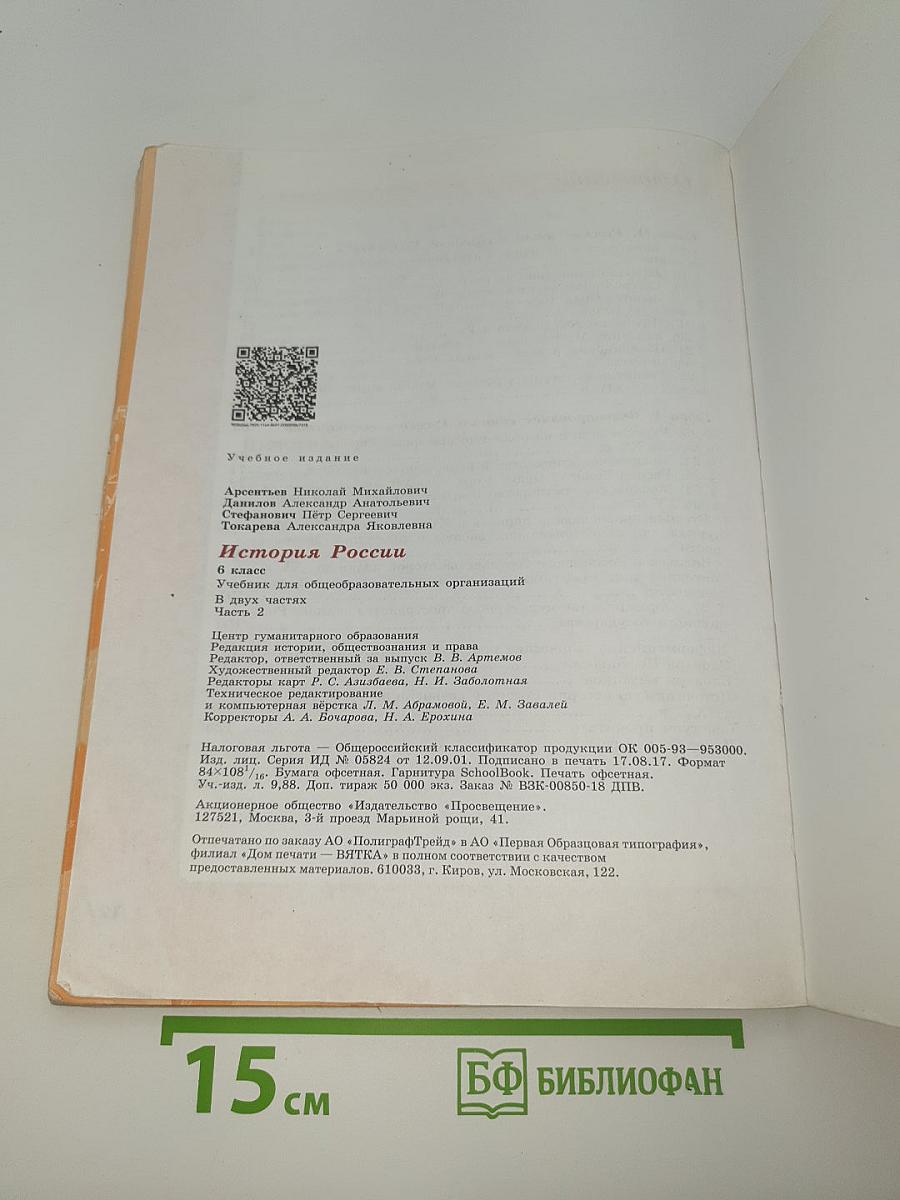 Учебное издание
Арсентьев Николай Михайлович
Данилов Александр Анатольевич
Стефанович Пётр Сергеевич
Токарева Александра Яковлевна
История России
6 класс
Учебник для общеобразовательных организаций
В двух частях
Часть 2
Центр гуманитарного образования
Редакция истории, обществознания и права
Редактор, ответственный за выпуск В. В. Артемов
Художественный редактор Е. В. Степанова
Редакторы карт Р. С. Азизбаева, Н. И. Заболотная
Техническое редактирование
и компьютерная вёрстка Л. М. Абрамовой, Е. М. Завалей
Корректоры А. А. Бочарова, Н. А. Ерохина
Налоговая льгота — Общероссийский классификатор продукции ОК 005-93—953000.
Изд. лиц. Серия ИД № 05824 от 12.09.01. Подписано в печать 17.08.17. Формат
84×108¹/₁₆. Бумага офсетная. Гарнитура SchoolBook. Печать офсетная.
Уч.-изд. л. 9,88. Доп. тираж 50 000 экз. Заказ № ВЗК-00850-18 ДПВ.
Акционерное общество «Издательство «Просвещение».
127521, Москва, 3-й проезд Марьиной рощи, 41.
Отпечатано по заказу АО «ПолиграфТрейд» в АО «Первая Образцовая типография»,
филиал «Дом печати — ВЯТКА» в полном соответствии с качеством
предоставленных материалов. 610033, г. Киров, ул. Московская, 122.
15 см
БФ БИБЛИОФАН